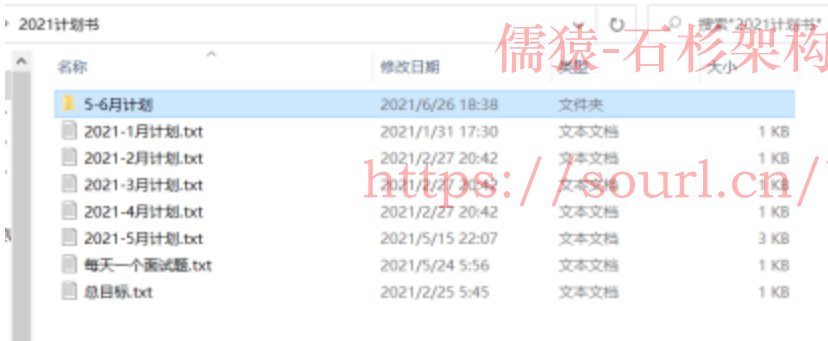 2021计划书 搜索"2021计划书"
儒猿-石杉架构
名称 修改日期 类型 大小
5-6月计划 2021/6/26 18:38 文件夹
2021-1月计划.txt 2021/1/31 17:30 文本文档 1 KB
2021-2月计划.txt 2021/2/27 20:42 文本文档 1 KB
2021-3月计划.txt 2021/2/27 20:42 文本文档 1 KB
https://sourl.cn/
2021-4月计划.txt 2021/2/27 20:42 文本文档 1 KB
2021-5月计划.txt 2021/5/15 22:07 文本文档 3 KB
每天一个面试题.txt 2021/5/24 5:56 文本文档 1 KB
总目标.txt 2021/2/25 5:45 文本文档 1 KB